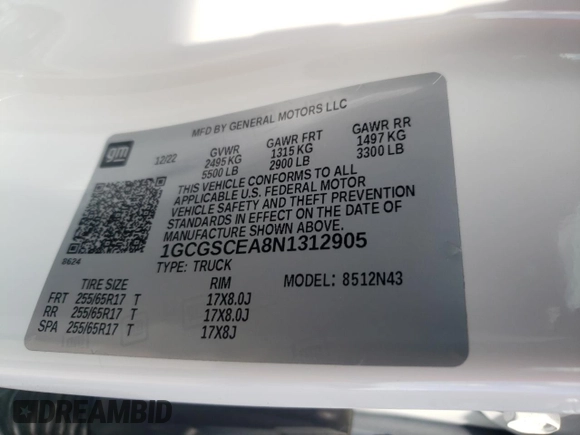 MFD BY GENERAL MOTORS LLC
gm
12/22
GVWR
2495 KG
5500 LB
GAWR FRT
1315 KG
2900 LB
GAWR RR
1497 KG
3300 LB
THIS VEHICLE CONFORMS TO ALL
APPLICABLE U.S. FEDERAL MOTOR
VEHICLE SAFETY AND THEFT PREVENTION
STANDARDS IN EFFECT ON THE DATE OF
MANUFACTURE SHOWN ABOVE.
1GCGSCEA8N1312905
8624
TYPE: TRUCK
MODEL: 8512N43
TIRE SIZE RIM
FRT 255/65R17 T 17X8.0J
RR 255/65R17 T 17X8.0J
SPA 255/65R17 T 17X8J
DREAMBID